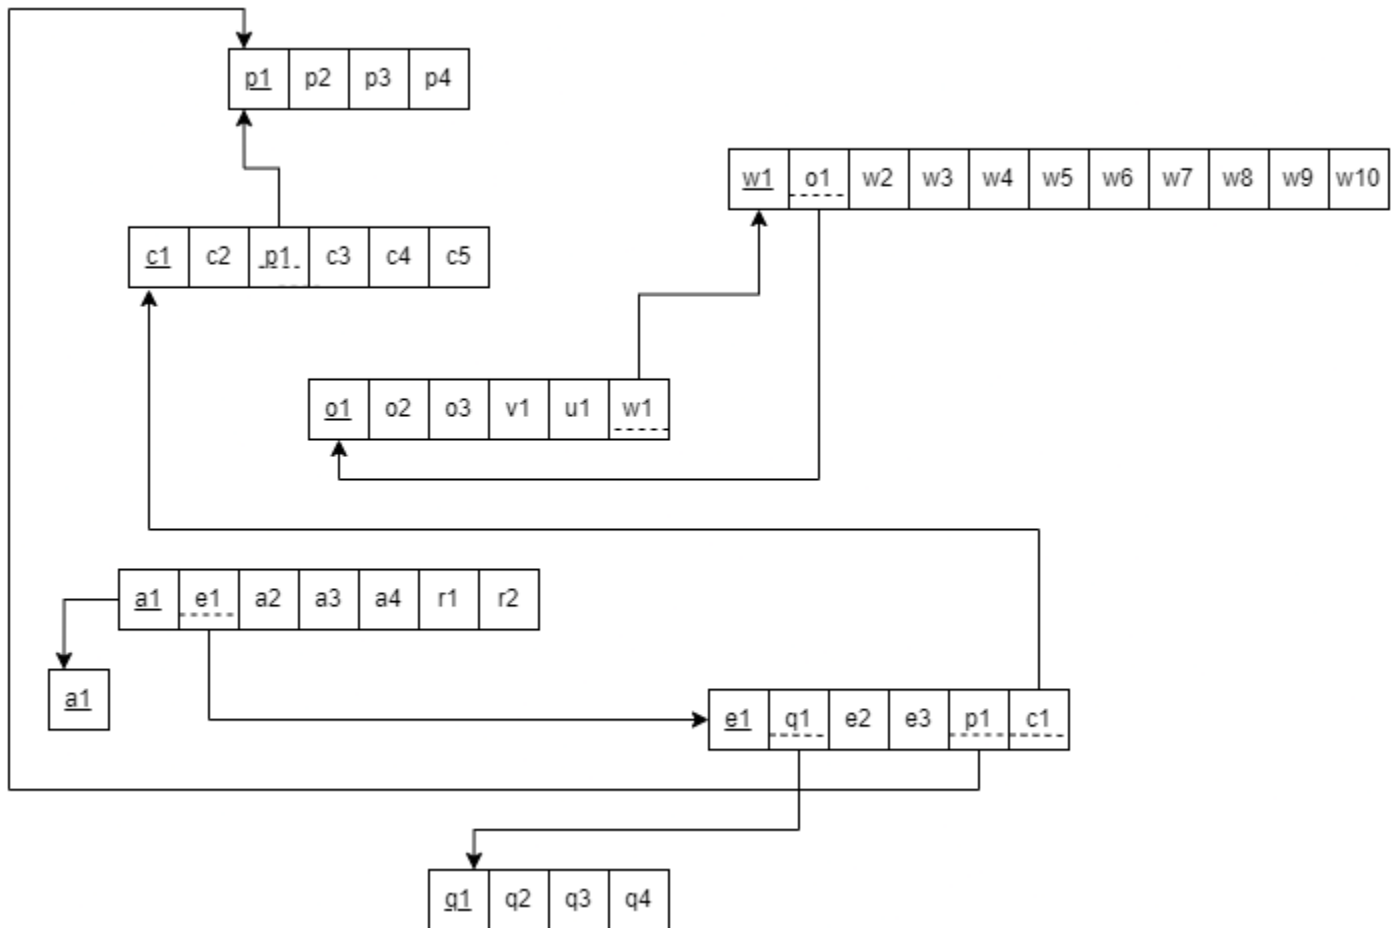 p1 p2 p3 p4
w1 o1 w2 w3 w4 w5 w6 w7 w8 w9 w10
c1 c2 p1 c3 c4 c5
o1 o2 o3 v1 u1 w1
a1 e1 a2 a3 a4 r1 r2
a1
e1 q1 e2 e3 p1 c1
q1 q2 q3 q4